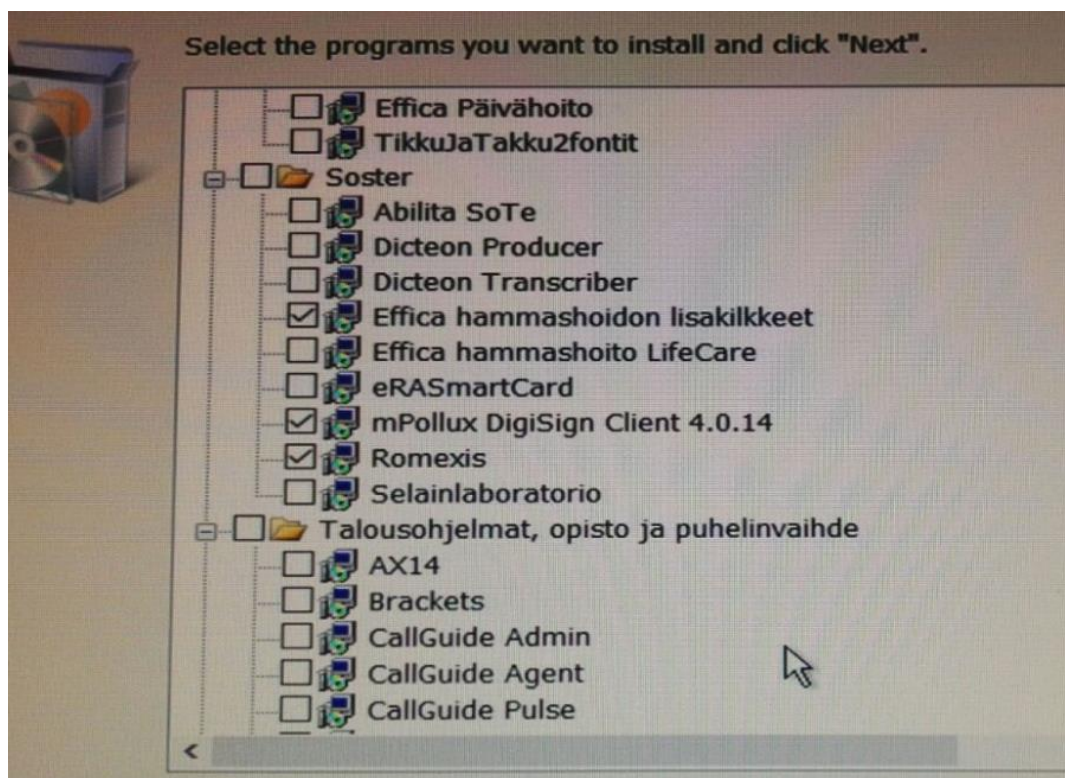 Select the programs you want to install and click "Next".
Effica Päivähoito
TikkuJaTakku2fontit
Soster
Abilita SoTe
Dicteon Producer
Dicteon Transcriber
Effica hammashoidon lisakilkkeet
Effica hammashoito LifeCare
eRASmartCard
mPollux DigiSign Client 4.0.14
Romexis
Selainlaboratorio
Talousohjelmat, opisto ja puhelinvaihde
AX14
Brackets
CallGuide Admin
CallGuide Agent
CallGuide Pulse